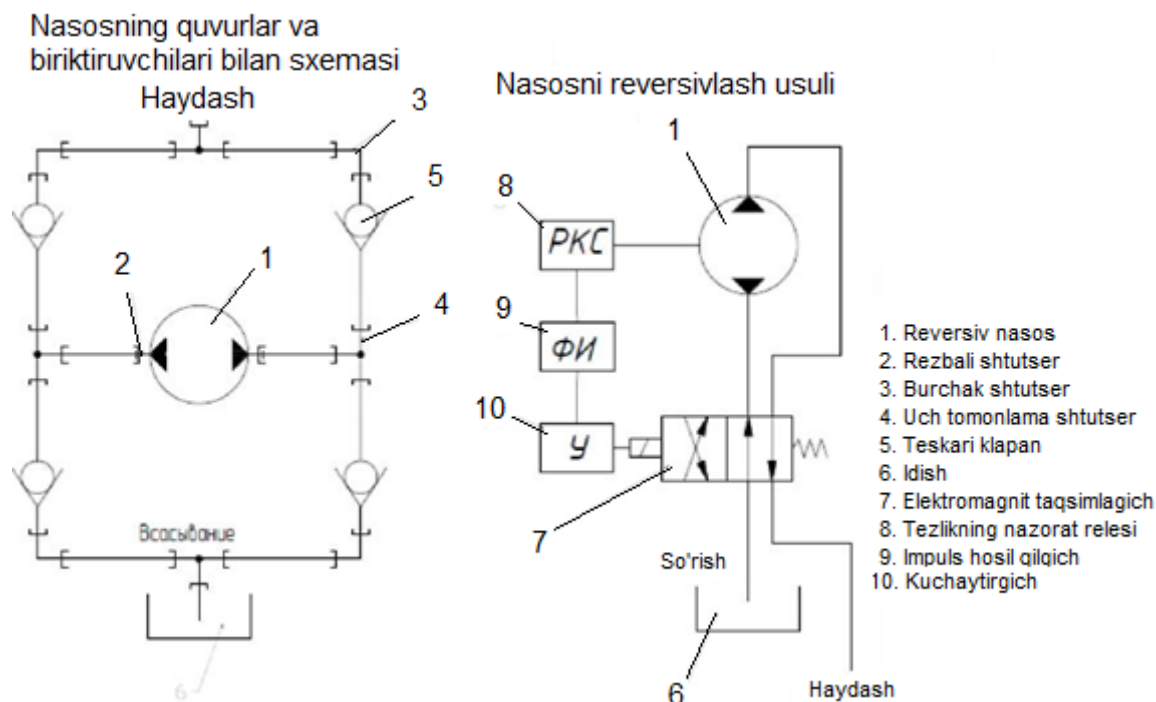 Nasosning quvurlar va
biriktiruvchilari bilan sxemasi
Haydash
3
5
2
1
4
Всасывание
6
Nasosni reversivlash usuli
1
8
РКС
9
ФИ
10
У
7
So'rish
6
Haydash
1. Reversiv nasos
2. Rezbali shtutser
3. Burchak shtutser
4. Uch tomonlama shtutser
5. Teskari klapan
6. Idish
7. Elektromagnit taqsimlagich
8. Tezlikning nazorat relesi
9. Impuls hosil qilgich
10. Kuchaytirgich